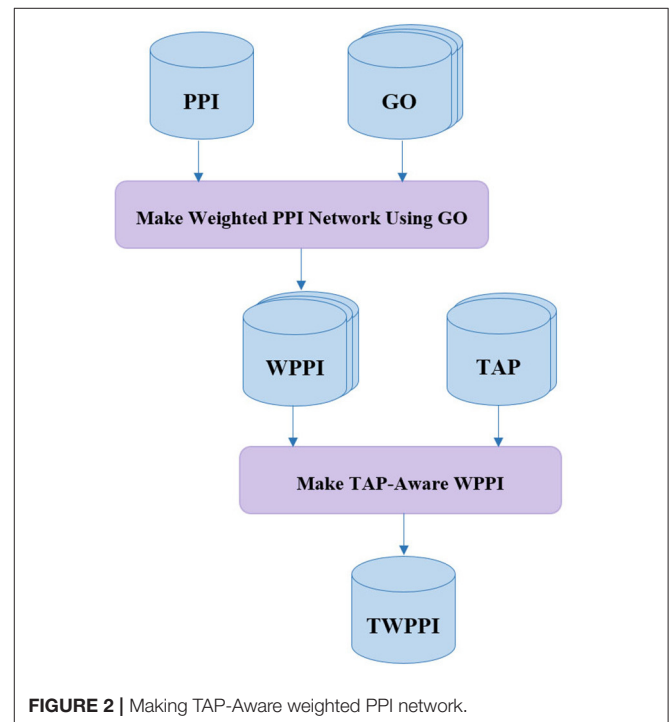 PPI
GO
Make Weighted PPI Network Using GO
WPPI
TAP
Make TAP-Aware WPPI
TWPPI
FIGURE 2 | Making TAP-Aware weighted PPI network.